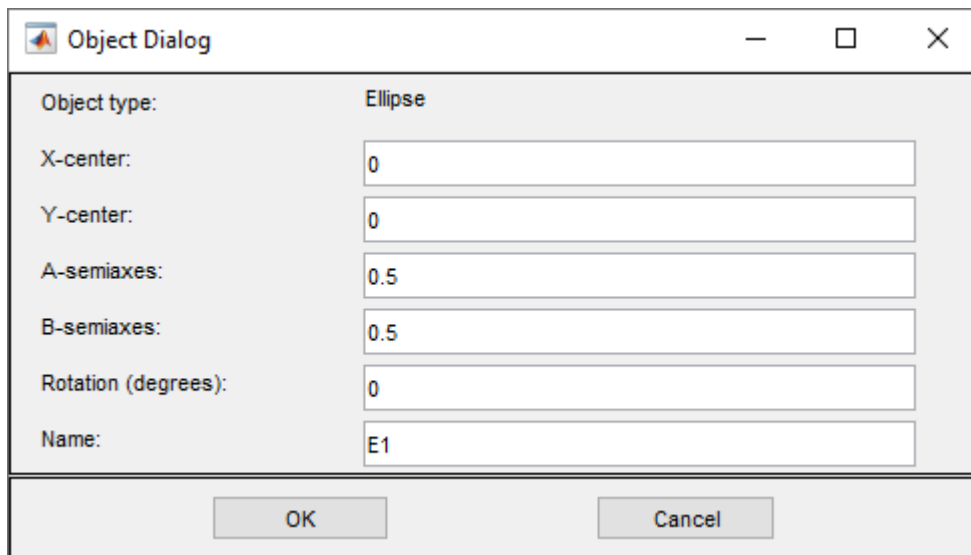 Object Dialog
Object type: Ellipse
X-center: 0
Y-center: 0
A-semiaxes: 0.5
B-semiaxes: 0.5
Rotation (degrees): 0
Name: E1
OK Cancel